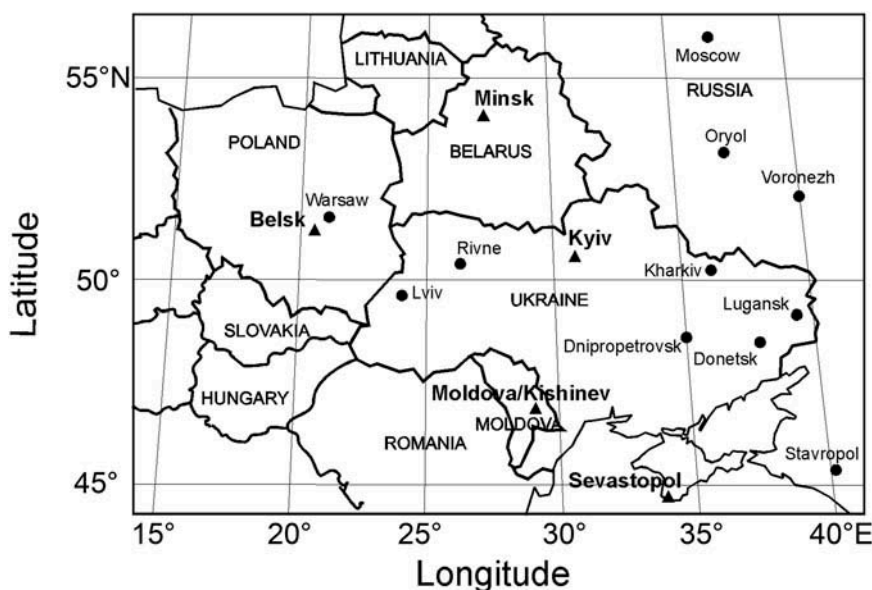 Moscow
LITHUANIA
55°N
RUSSIA
Minsk
Oryol
POLAND
BELARUS
Voronezh
Warsaw
Belsk
Kyiv
Rivne
Kharkiv
50°
Lviv
UKRAINE
Lugansk
SLOVAKIA
Dnipropetrovsk
Donetsk
HUNGARY
Moldova/Kishinev
MOLDOVA
ROMANIA
Stavropol
Sevastopol
45°
15°
20°
25°
30°
35°
40°E
Latitude
Longitude